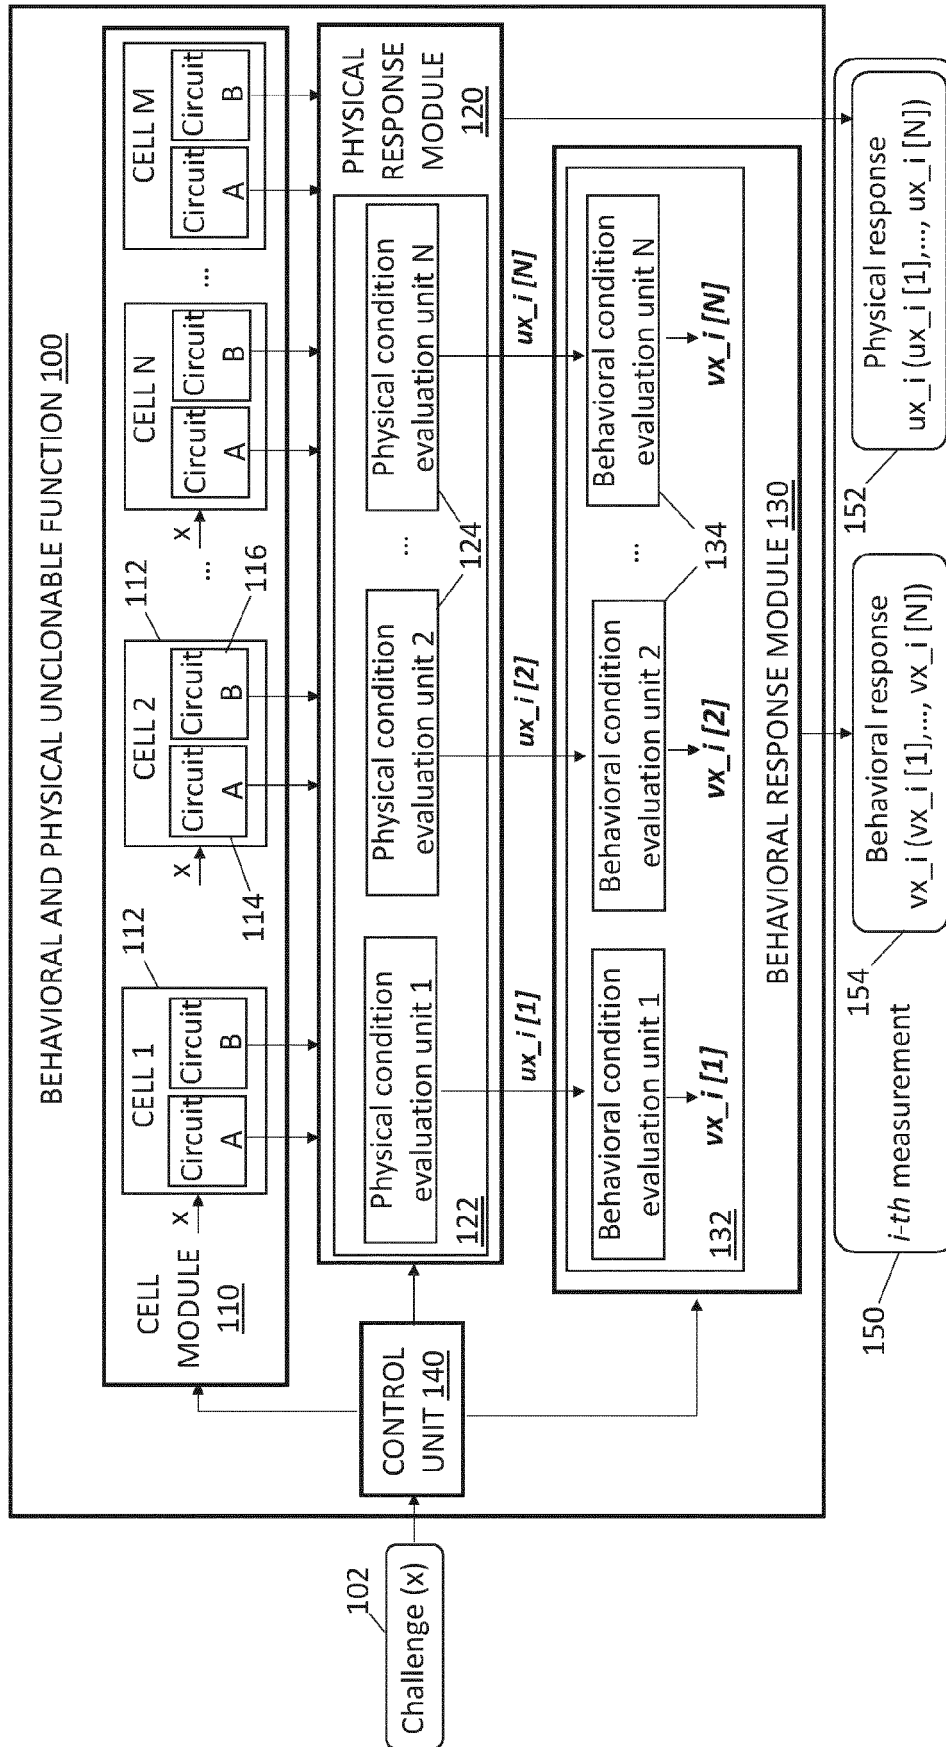 BEHAVIORAL AND PHYSICAL UNCLONABLE FUNCTION 100
CELL
MODULE
110
x
CELL 1
Circuit
A
Circuit
B
112
x
CELL 2
Circuit
A
Circuit
B
112
114
116
...
x
CELL N
Circuit
A
Circuit
B
...
CELL M
Circuit
A
Circuit
B
102
Challenge (x)
CONTROL
UNIT 140
PHYSICAL
RESPONSE
MODULE
120
122
Physical condition
evaluation unit 1
Physical condition
evaluation unit 2
...
124
Physical condition
evaluation unit N
ux_i [1]
ux_i [2]
ux_i [N]
132
Behavioral condition
evaluation unit 1
Behavioral condition
evaluation unit 2
...
134
Behavioral condition
evaluation unit N
vx_i [1]
vx_i [2]
vx_i [N]
BEHAVIORAL RESPONSE MODULE 130
150
i-th measurement
154
Behavioral response
vx_i (vx_i [1],..., vx_i [N])
152
Physical response
ux_i (ux_i [1],..., ux_i [N])